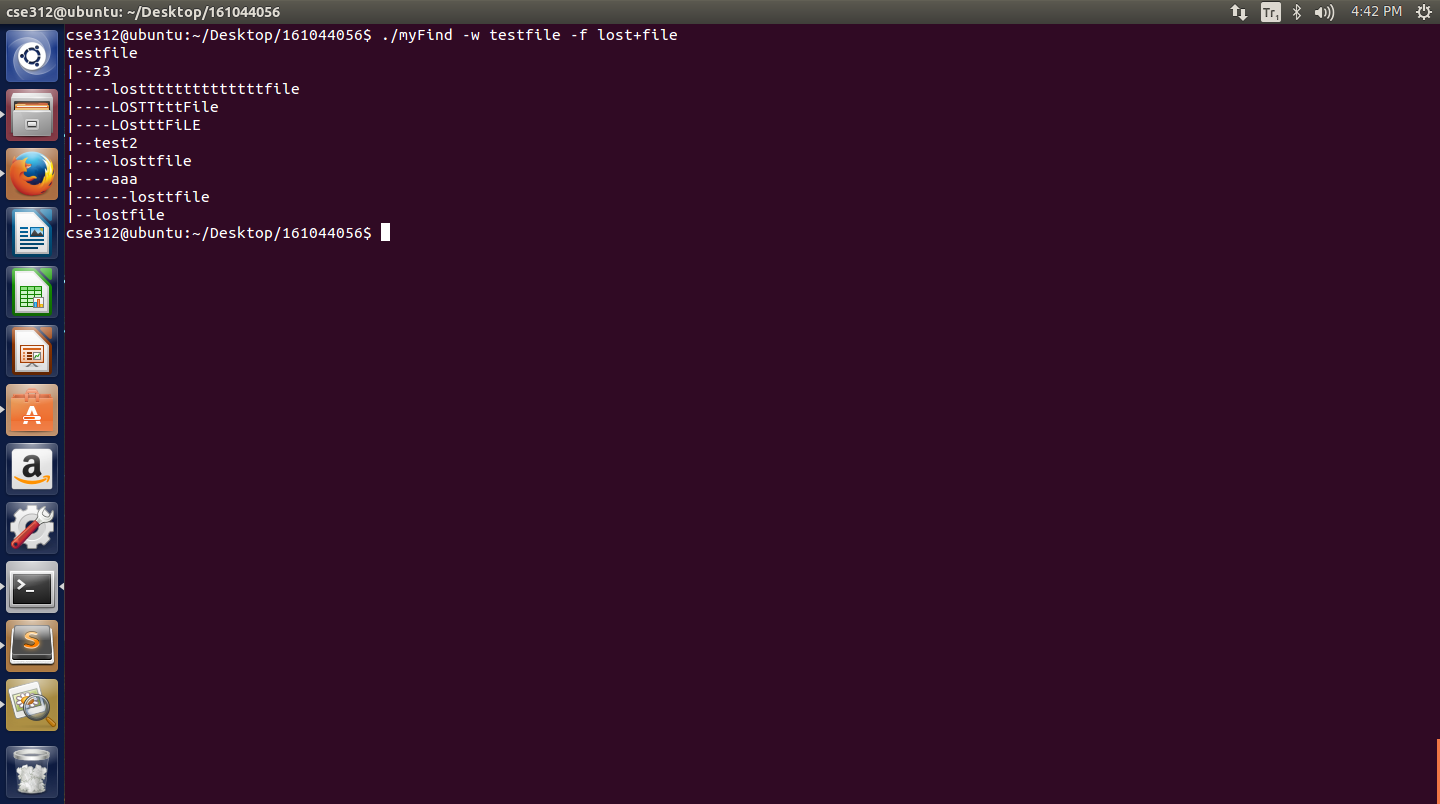 cse312@ubuntu: ~/Desktop/161044056
Tr1
4:42 PM
cse312@ubuntu:~/Desktop/161044056$ ./myFind -w testfile -f lost+file
testfile
|--z3
|----losttttttttttttttfile
|----LOSTTtttFile
|----LOstttFiLE
|--test2
|----losttfile
|----aaa
|------losttfile
|--lostfile
cse312@ubuntu:~/Desktop/161044056$